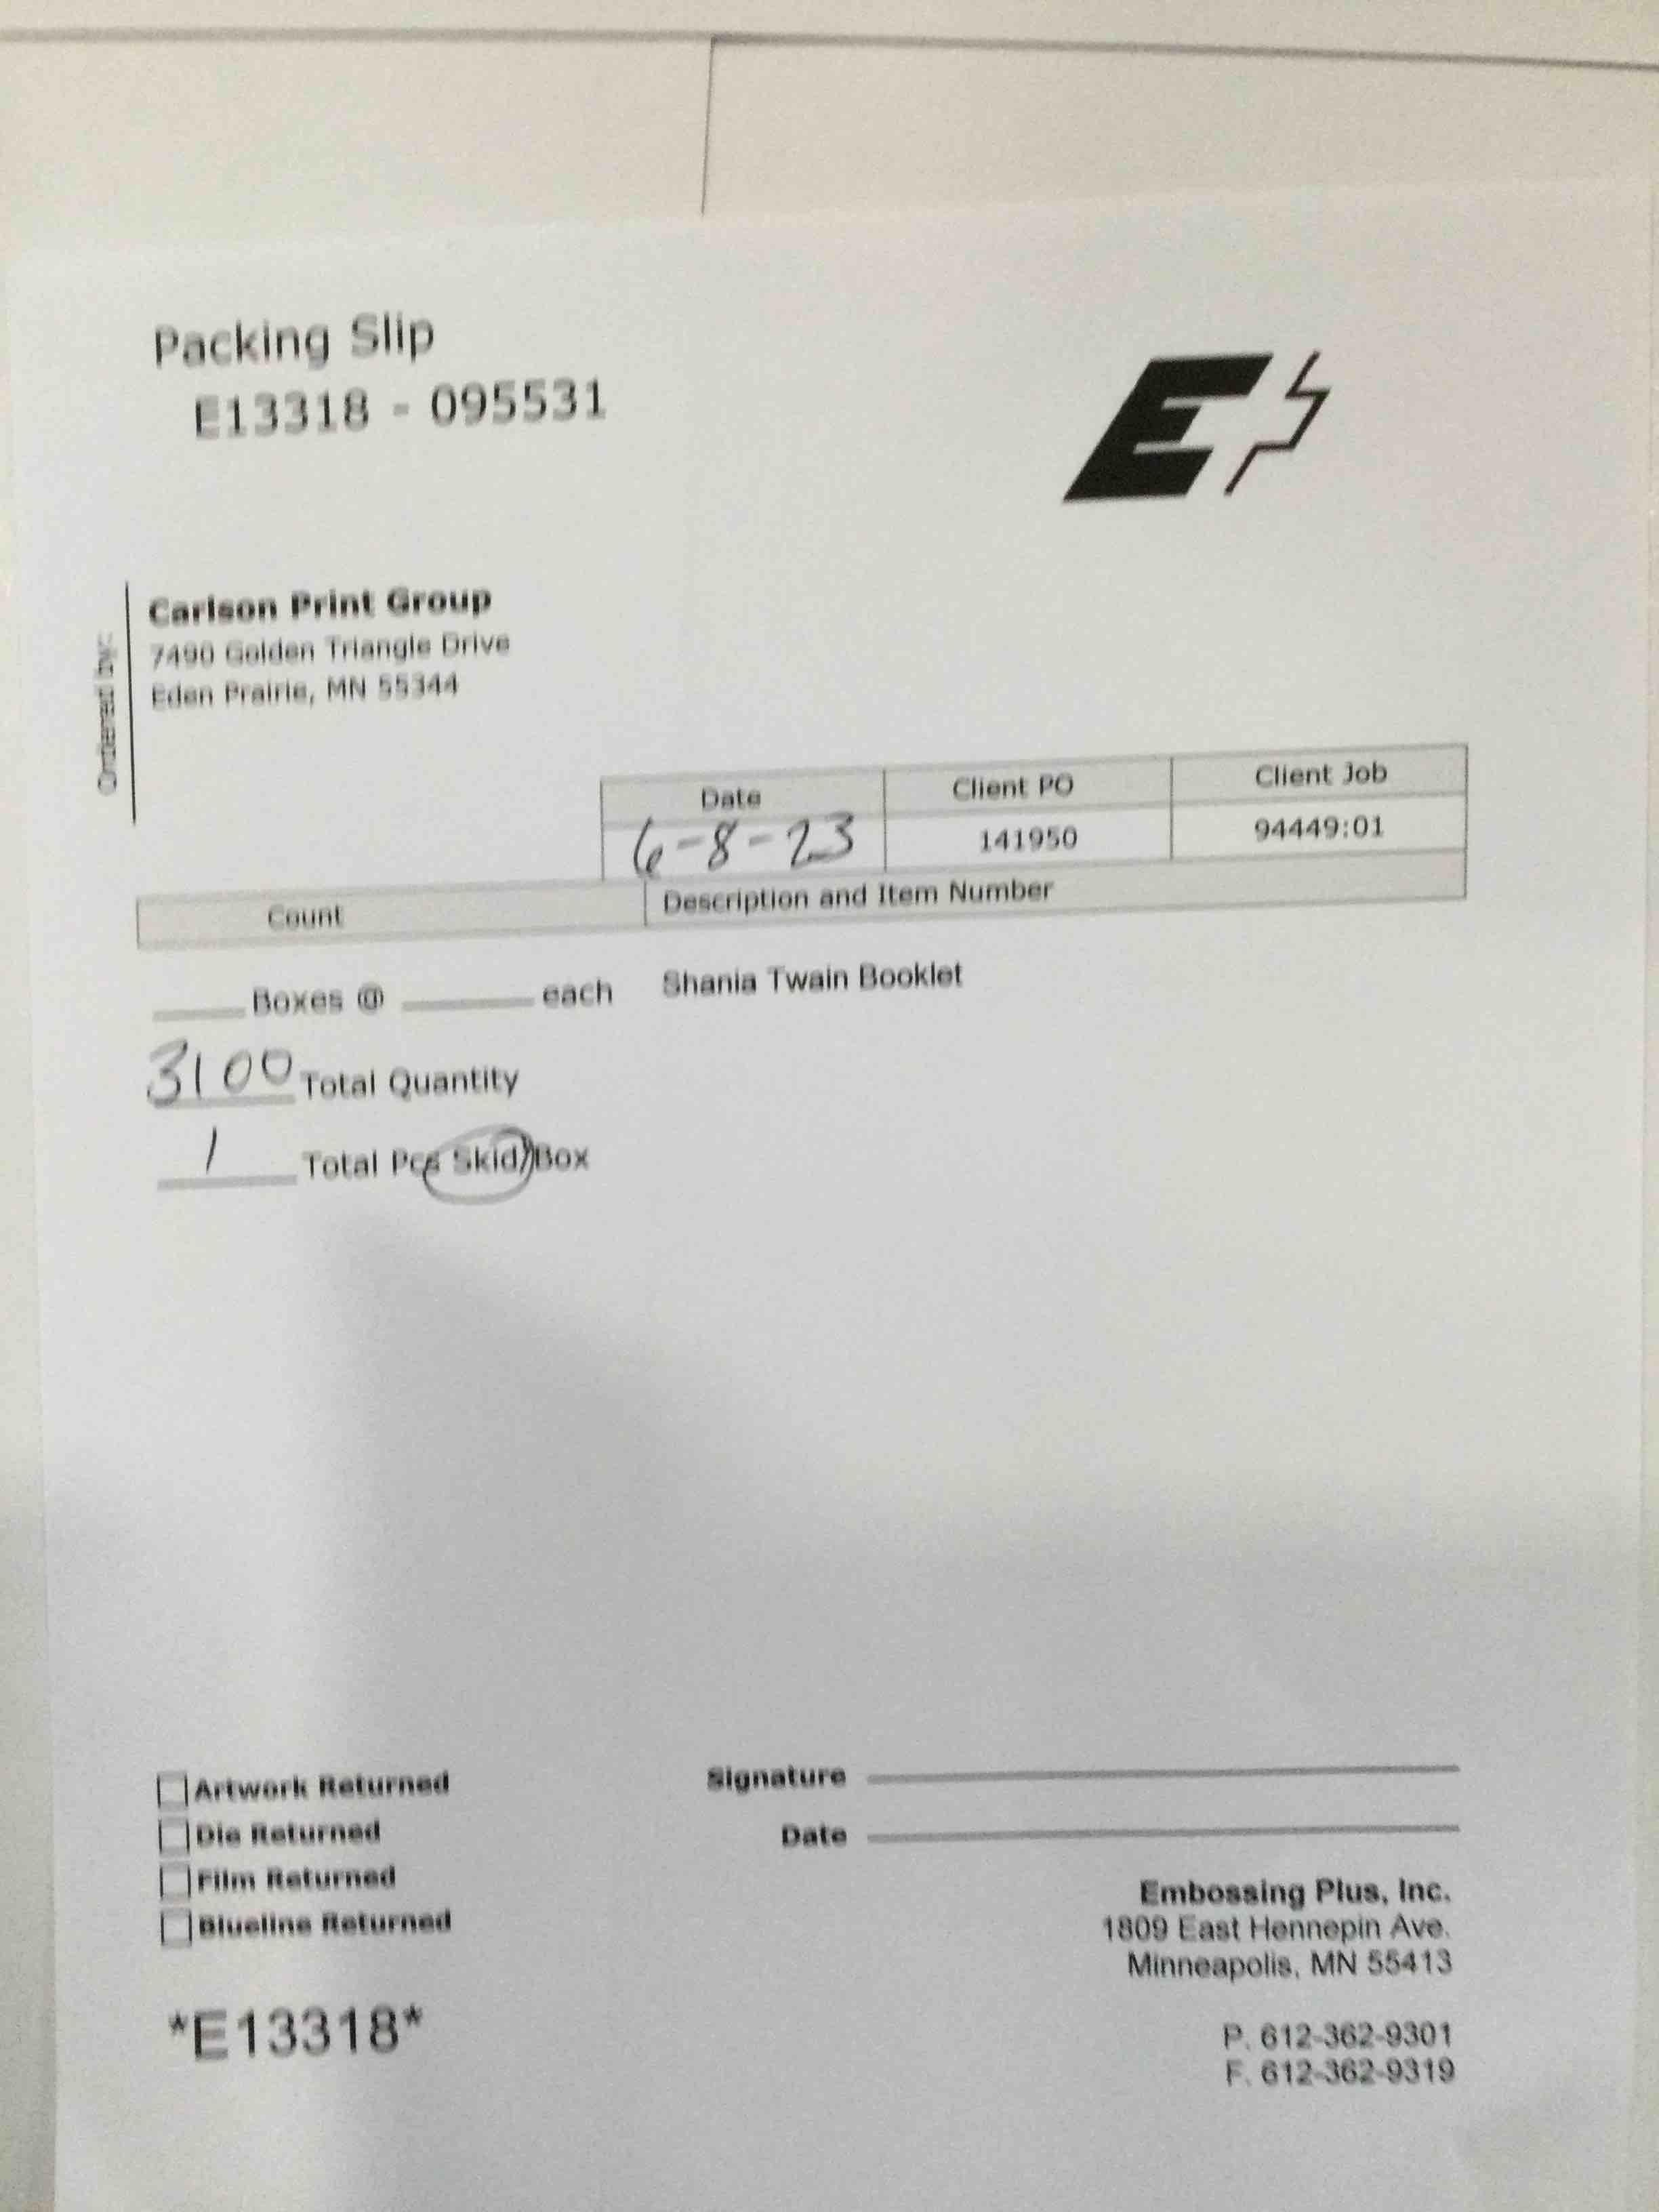 Packing Slip
E13318 - 095531
E
Ordered by:
Carlson Print Group
7490 Golden Triangle Drive
Eden Prairie, MN 55344
Date Client PO Client Job
6-8-23 141950 94449:01
Count Description and Item Number
____ Boxes @ ______ each Shania Twain Booklet
3100 Total Quantity
1 Total Pcs Skid/Box
Artwork Returned
Die Returned
Film Returned
Blueline Returned
Signature
Date
Embossing Plus, Inc.
1809 East Hennepin Ave.
Minneapolis, MN 55413
*E13318*
P. 612-362-9301
F. 612-362-9319